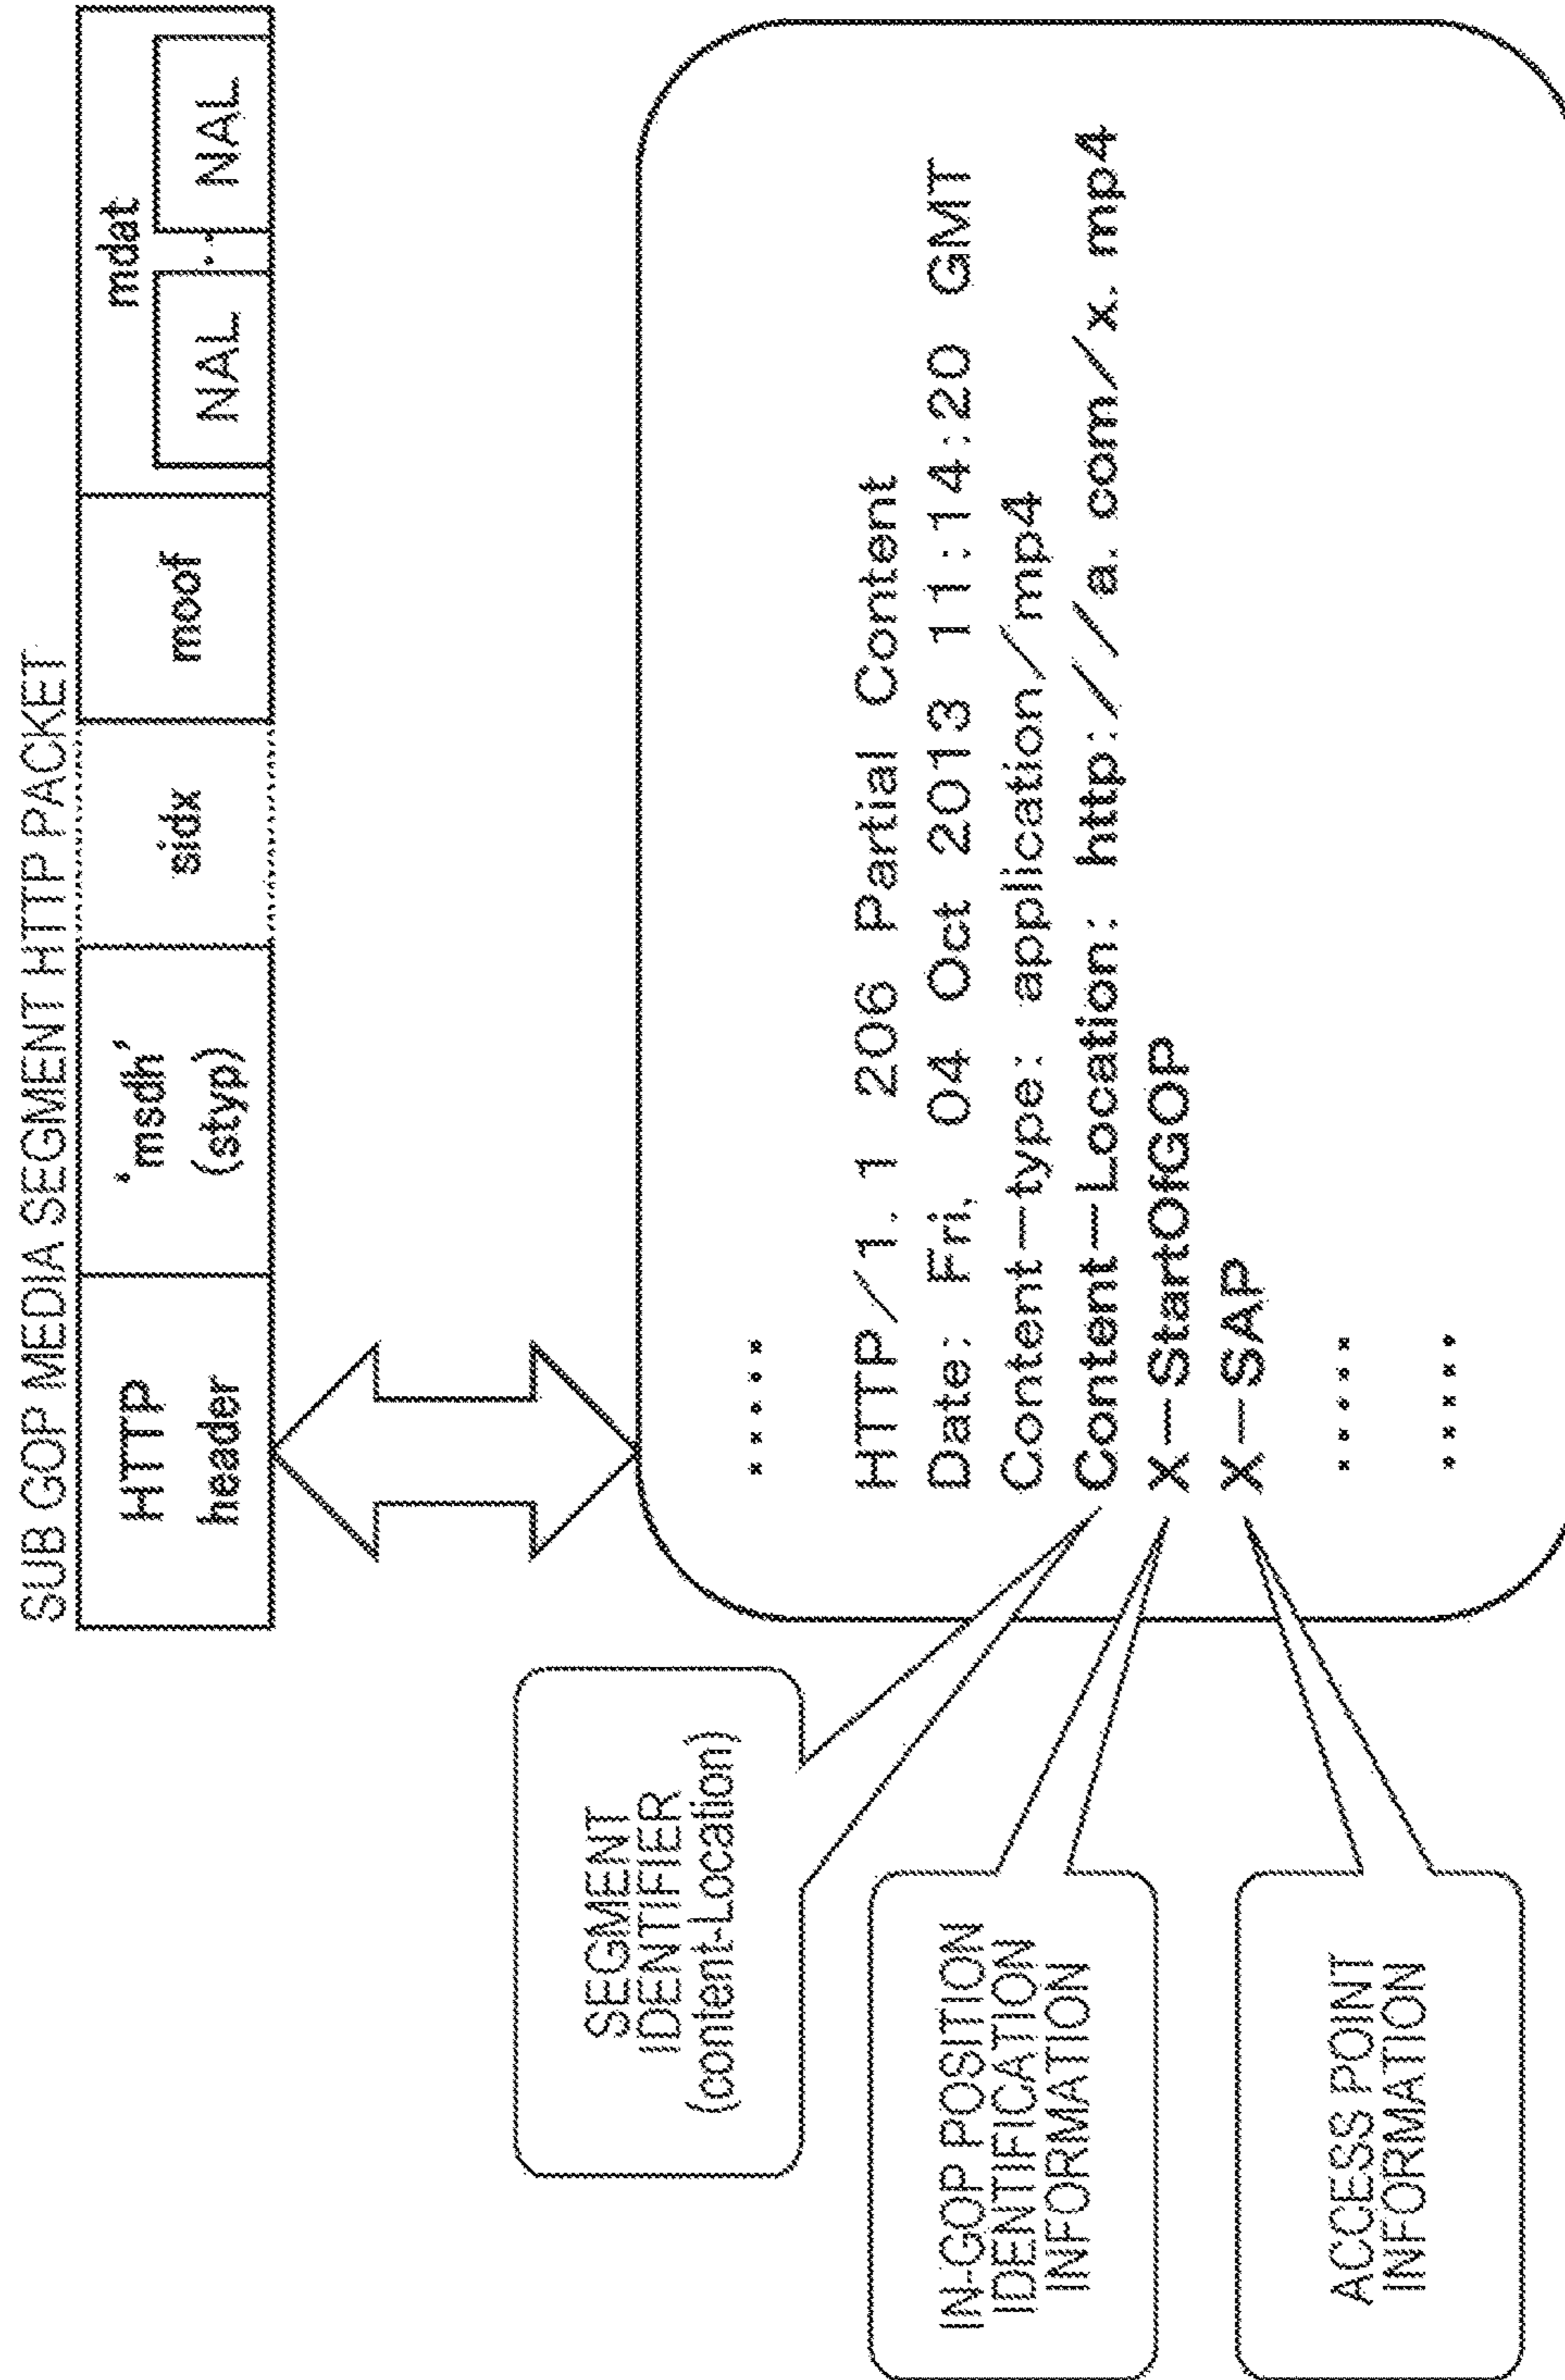 SUB GOP MEDIA SEGMENT HTTP PACKET
HTTP
header
'msdh'
(styp)
sidx
moof
mdat
NAL
...
NAL
.....
HTTP/1.1 206 Partial Content
Date: Fri, 04 Oct 2013 11:14:20 GMT
Content-type: application/mp4
Content-Location: http://a.com/x.mp4
X-StartOfGOP
X-SAP
.....
.....
SEGMENT
IDENTIFIER
(content-Location)
IN-GOP POSITION
IDENTIFICATION
INFORMATION
ACCESS POINT
INFORMATION